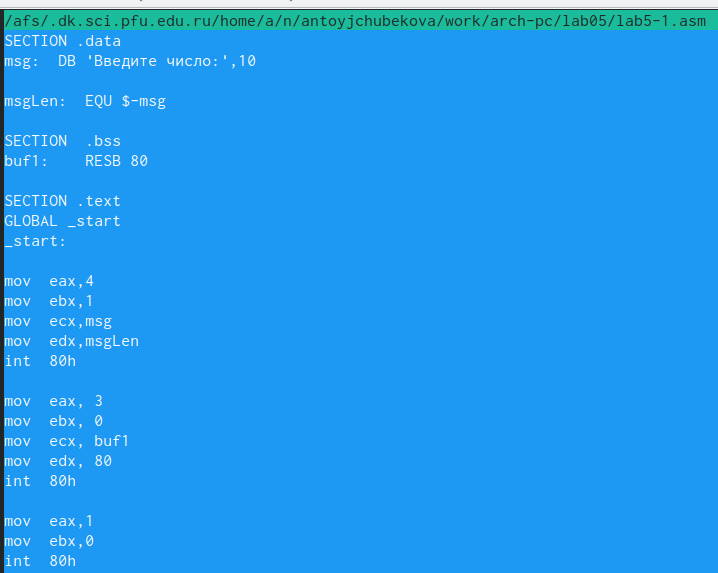 /afs/.dk.sci.pfu.edu.ru/home/a/n/antoyjchubekova/work/arch-pc/lab05/lab5-1.asm
SECTION .data
msg:  DB 'Введите число:',10
msgLen:  EQU $-msg
SECTION  .bss
buf1:    RESB 80
SECTION .text
GLOBAL _start
_start:
mov  eax,4
mov  ebx,1
mov  ecx,msg
mov  edx,msgLen
int  80h
mov  eax, 3
mov  ebx, 0
mov  ecx, buf1
mov  edx, 80
int  80h
mov  eax,1
mov  ebx,0
int  80h